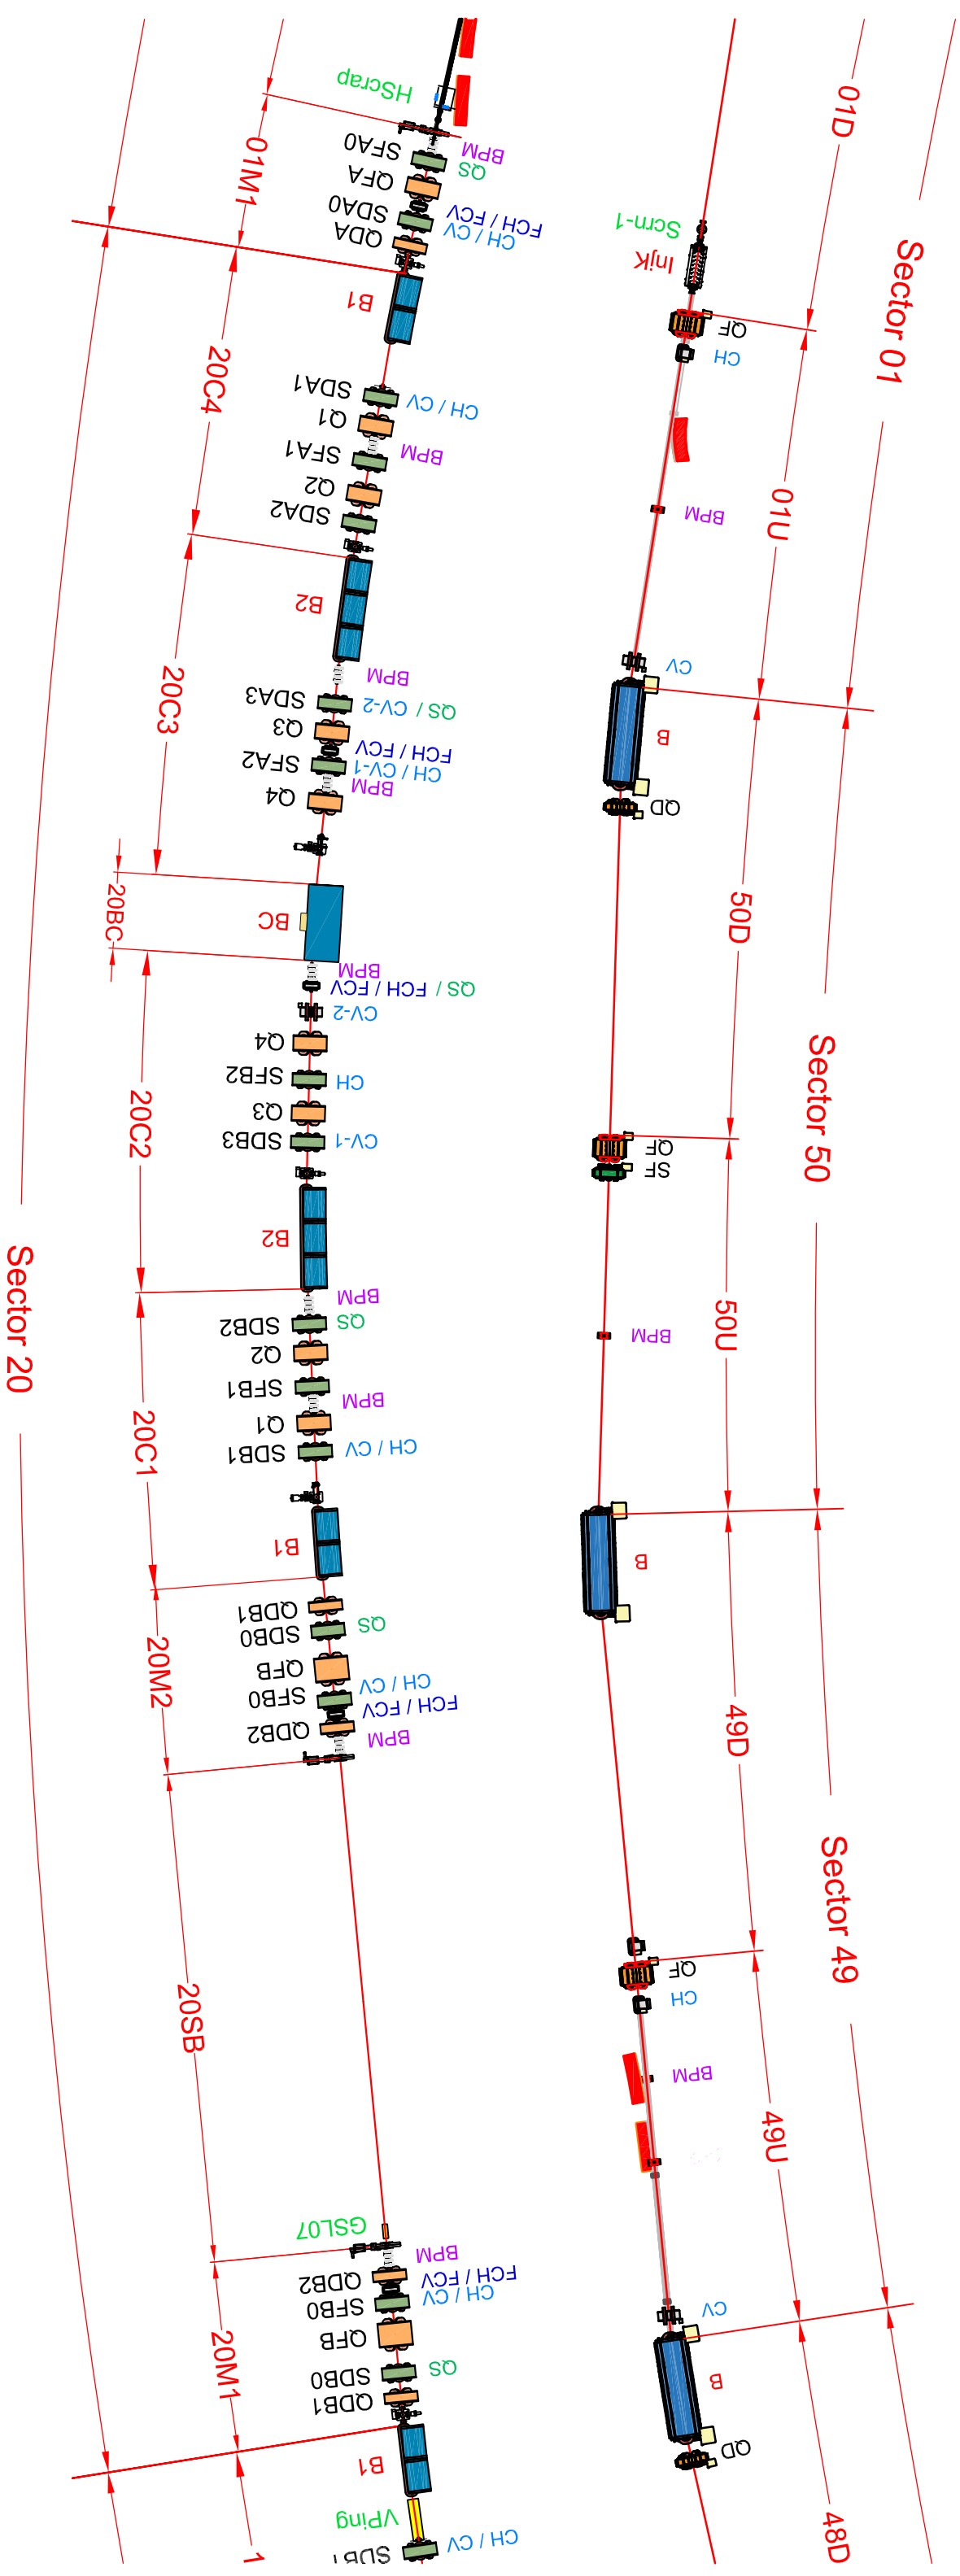 HScrap
SFA0
BPM
QS
QFA
SDA0
FCH / FCV
CH / CV
QDA
B1
01M1
20C4
SDA1
CH / CV
Q1
SFA1
BPM
Q2
SDA2
B2
20C3
BPM
SDA3
QS / CV-2
Q3
FCH / FCV
SFA2
CH / CV-1
BPM
Q4
20BC
BC
BPM
QS / FCH / FCV
CV-2
Q4
SFB2
CH
Q3
SDB3
CV-1
20C2
B2
BPM
SDB2
QS
Q2
SFB1
BPM
Q1
SDB1
CH / CV
20C1
Sector 20
B1
QDB1
SDB0
QS
QFB
CH / CV
SFB0
FCH / FCV
QDB2
BPM
20M2
20SB
GSL07
BPM
QDB2
FCH / FCV
SFB0
CH / CV
QFB
SDB0
QS
QDB1
20M1
B1
VPing
SDB1
CH / CV
1
01D
Scrn-1
InjK
QF
CH
Sector 01
01U
BPM
CV
B
QD
50D
Sector 50
QF
SF
50U
BPM
B
49D
Sector 49
QF
CH
BPM
49U
CV
B
QD
48D